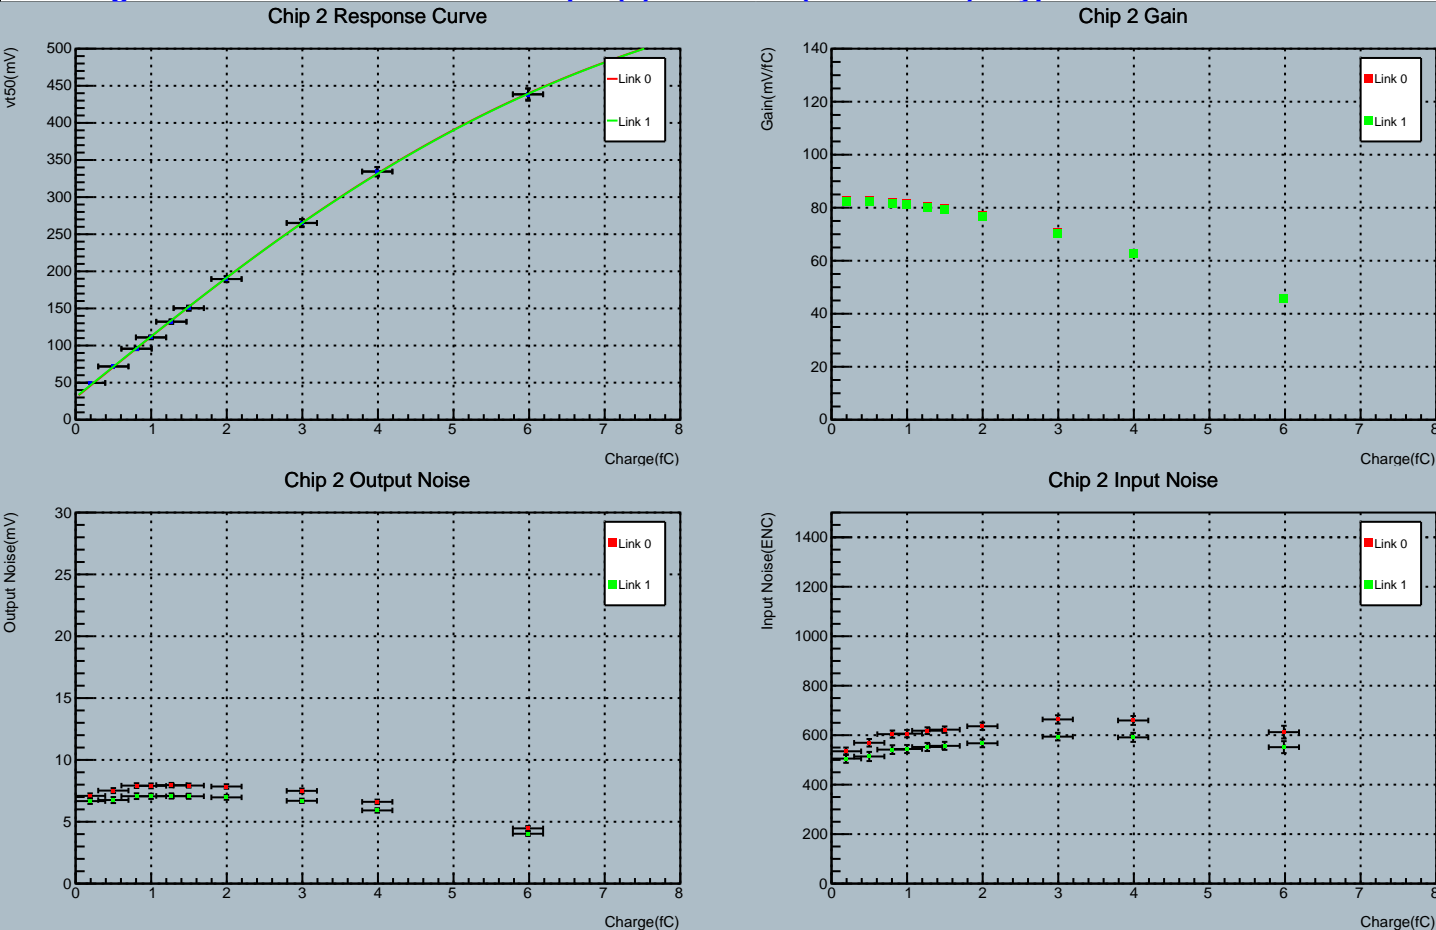 Chip 2 Response Curve
vt50(mV)
500
450
400
350
300
250
200
150
100
50
0
0 1 2 3 4 5 6 7 8
Charge(fC)
Link 0
Link 1
Chip 2 Gain
Gain(mV/fC)
140
120
100
80
60
40
20
0
0 1 2 3 4 5 6 7 8
Charge(fC)
Link 0
Link 1
Chip 2 Output Noise
Output Noise(mV)
30
25
20
15
10
5
0
0 1 2 3 4 5 6 7 8
Charge(fC)
Link 0
Link 1
Chip 2 Input Noise
Input Noise(ENC)
1400
1200
1000
800
600
400
200
0
0 1 2 3 4 5 6 7 8
Charge(fC)
Link 0
Link 1